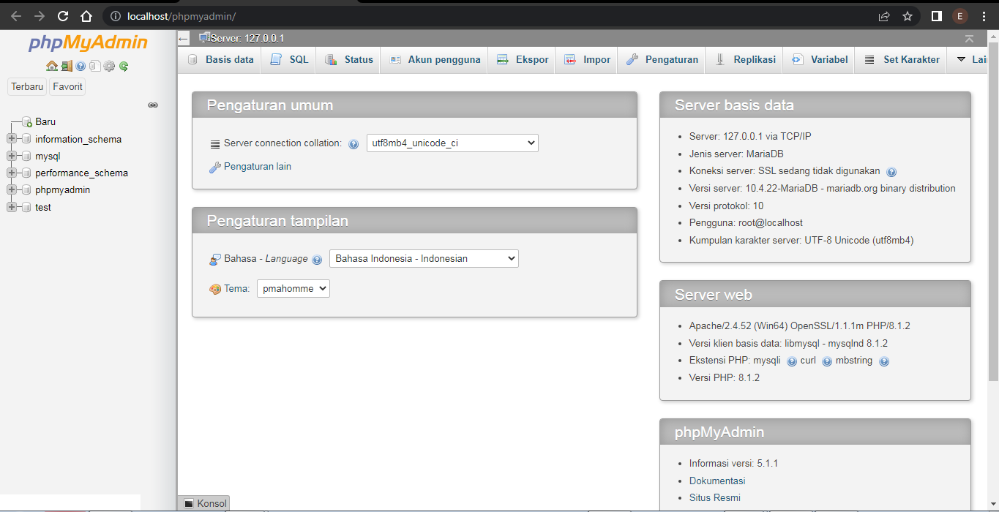 localhost/phpmyadmin/
E
phpMyAdmin
Terbaru Favorit
Baru
information_schema
mysql
performance_schema
phpmyadmin
test
Server: 127.0.0.1
Basis data SQL Status Akun pengguna Ekspor Impor Pengaturan Replikasi Variabel Set Karakter Lai
Pengaturan umum
Server connection collation: utf8mb4_unicode_ci
Pengaturan lain
Pengaturan tampilan
Bahasa - Language Bahasa Indonesia - Indonesian
Tema: pmahomme
Server basis data
• Server: 127.0.0.1 via TCP/IP
• Jenis server: MariaDB
• Koneksi server: SSL sedang tidak digunakan
• Versi server: 10.4.22-MariaDB - mariadb.org binary distribution
• Versi protokol: 10
• Pengguna: root@localhost
• Kumpulan karakter server: UTF-8 Unicode (utf8mb4)
Server web
• Apache/2.4.52 (Win64) OpenSSL/1.1.1m PHP/8.1.2
• Versi klien basis data: libmysql - mysqlnd 8.1.2
• Ekstensi PHP: mysqli curl mbstring
• Versi PHP: 8.1.2
phpMyAdmin
• Informasi versi: 5.1.1
• Dokumentasi
• Situs Resmi
Konsol